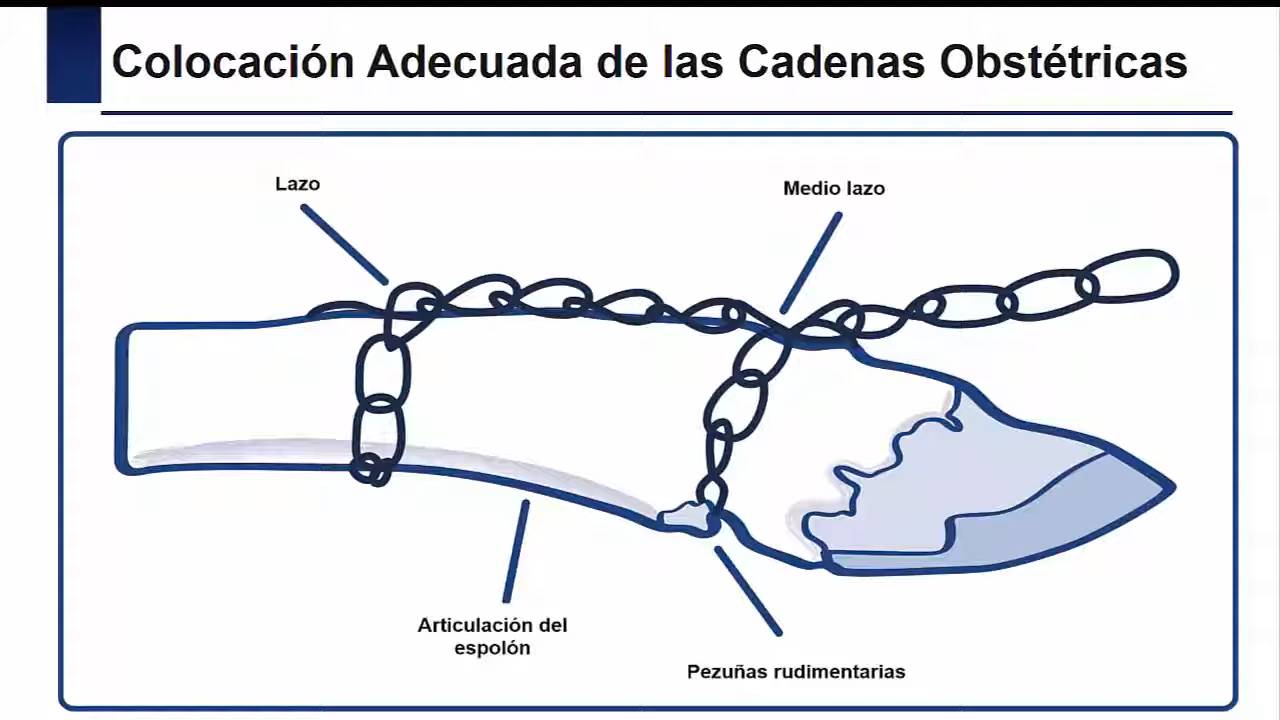 Colocación Adecuada de las Cadenas Obstétricas
Lazo
Medio lazo
Articulación del
espolón
Pezuñas rudimentarias